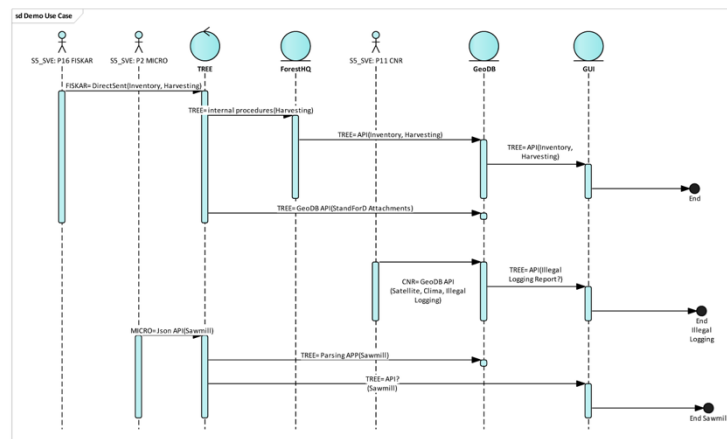 sd Demo Use Case
S5_SVE: P16 FISKAR
S5_SVE: P2 MICRO
TREE
ForestHQ
S5_SVE: P11 CNR
GeoDB
GUI
FISKAR= DirectSent(Inventory, Harvesting)
TREE= internal procedures(Harvesting)
TREE= API(Inventory, Harvesting)
TREE= API(Inventory,
Harvesting)
End
TREE= GeoDB API(StandForD Attachments)
CNR= GeoDB API
(Satellite, Clima, Illegal
Logging)
TREE= API(Illegal
Logging Report?)
End
Illegal
Logging
MICRO= Json API(Sawmill)
TREE= Parsing APP(Sawmill)
TREE= API?
(Sawmill)
End Sawmill